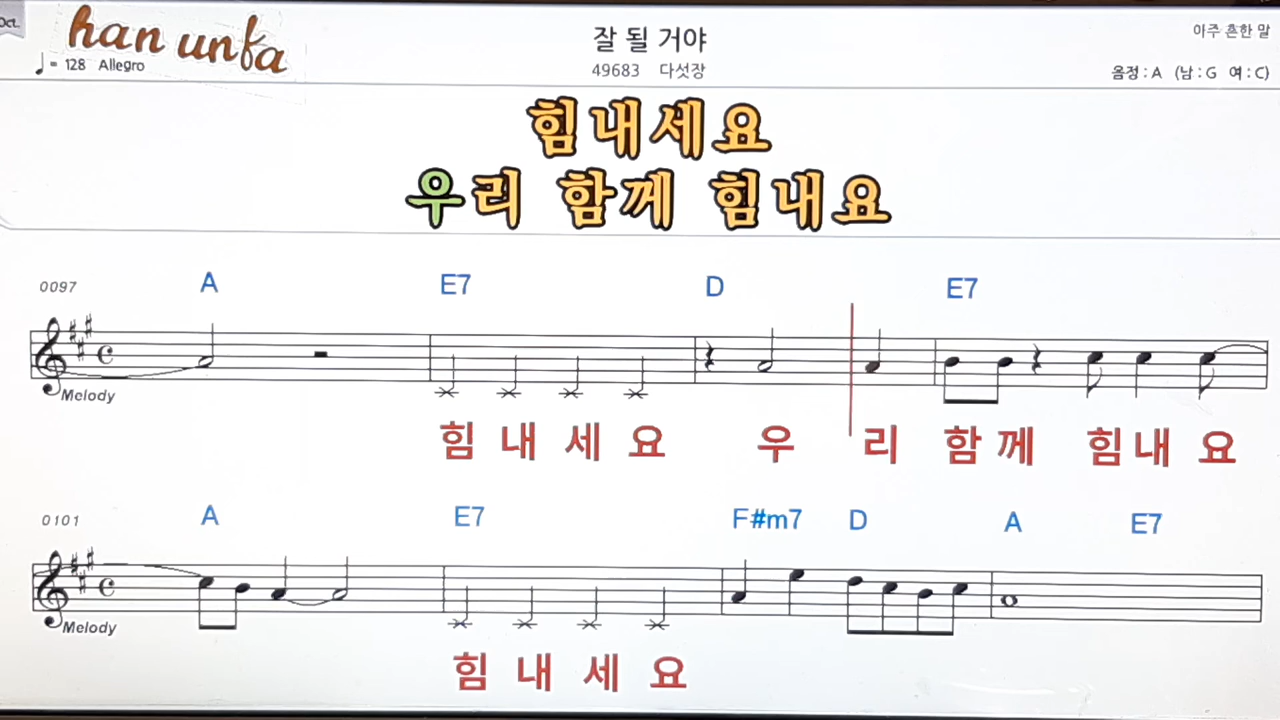 Oct.
han unfa
♩= 128 Allegro
잘 될 거야
49683 다섯장
아주 흔한 말
음정 : A (남 : G 여 : C)
힘내세요
우리 함께 힘내요
0097
A E7 D E7
Melody
힘 내 세 요 우 리 함 께 힘 내 요
0101
A E7 F#m7 D A E7
Melody
힘 내 세 요